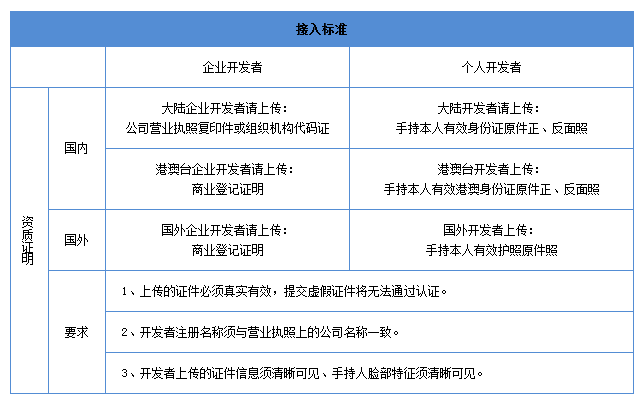 接入标准
企业开发者
个人开发者
资质证明
国内
大陆企业开发者请上传：
公司营业执照复印件或组织机构代码证
大陆开发者请上传：
手持本人有效身份证原件正、反面照
港澳台企业开发者请上传：
商业登记证明
港澳台开发者请上传：
手持本人有效港澳身份证原件正、反面照
国外
国外企业开发者请上传：
商业登记证明
国外开发者上传：
手持本人有效护照原件照
要求
1、上传的证件必须真实有效，提交虚假证件将无法通过认证。
2、开发者注册名称须与营业执照上的公司名称一致。
3、开发者上传的证件信息须清晰可见、手持人脸部特征须清晰可见。